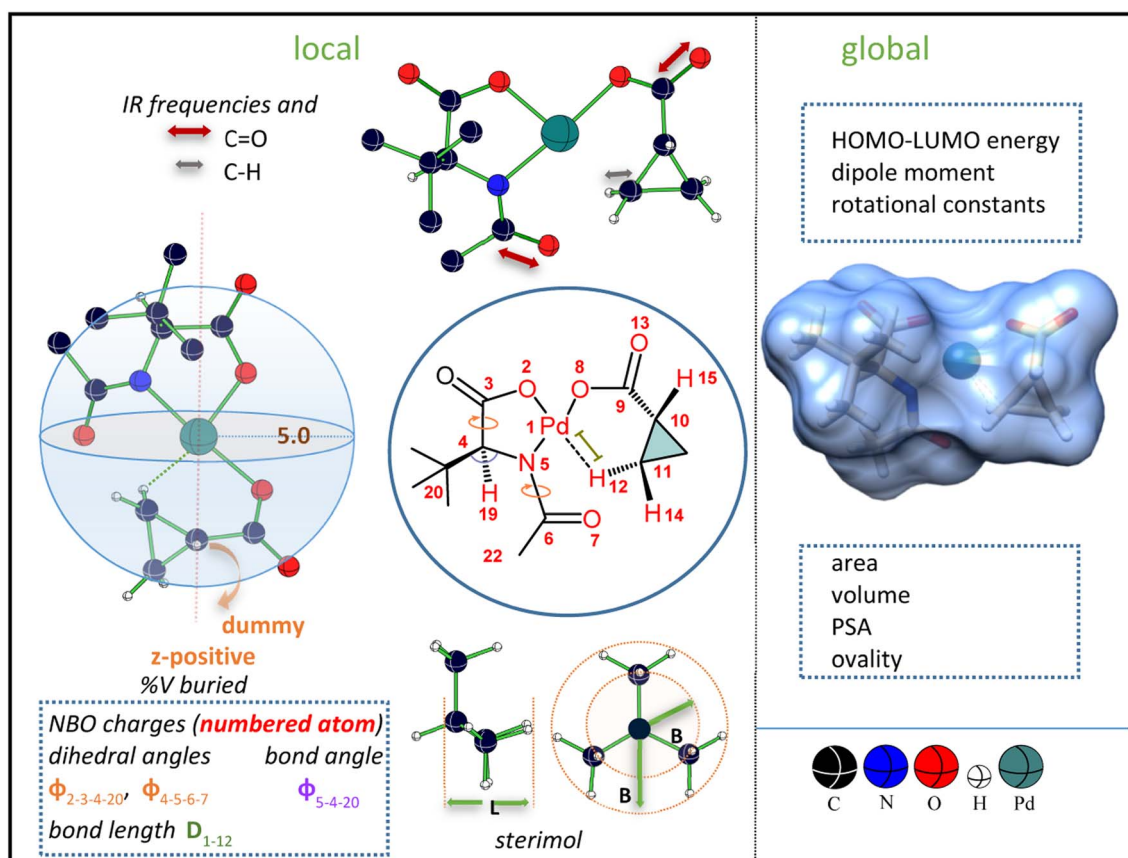 local
global
IR frequencies and
C=O
C-H
HOMO-LUMO energy
dipole moment
rotational constants
5.0
O
O
2
3
O
8
O
13
9
H 15
10
1 Pd
4
N
5
20
H
19
H
12
11
H 14
6
O
7
22
dummy
z-positive
%V buried
NBO charges (numbered atom)
dihedral angles bond angle
Φ2-3-4-20, Φ4-5-6-7 Φ5-4-20
bond length D1-12
L
B
B
sterimol
area
volume
PSA
ovality
C N O H Pd